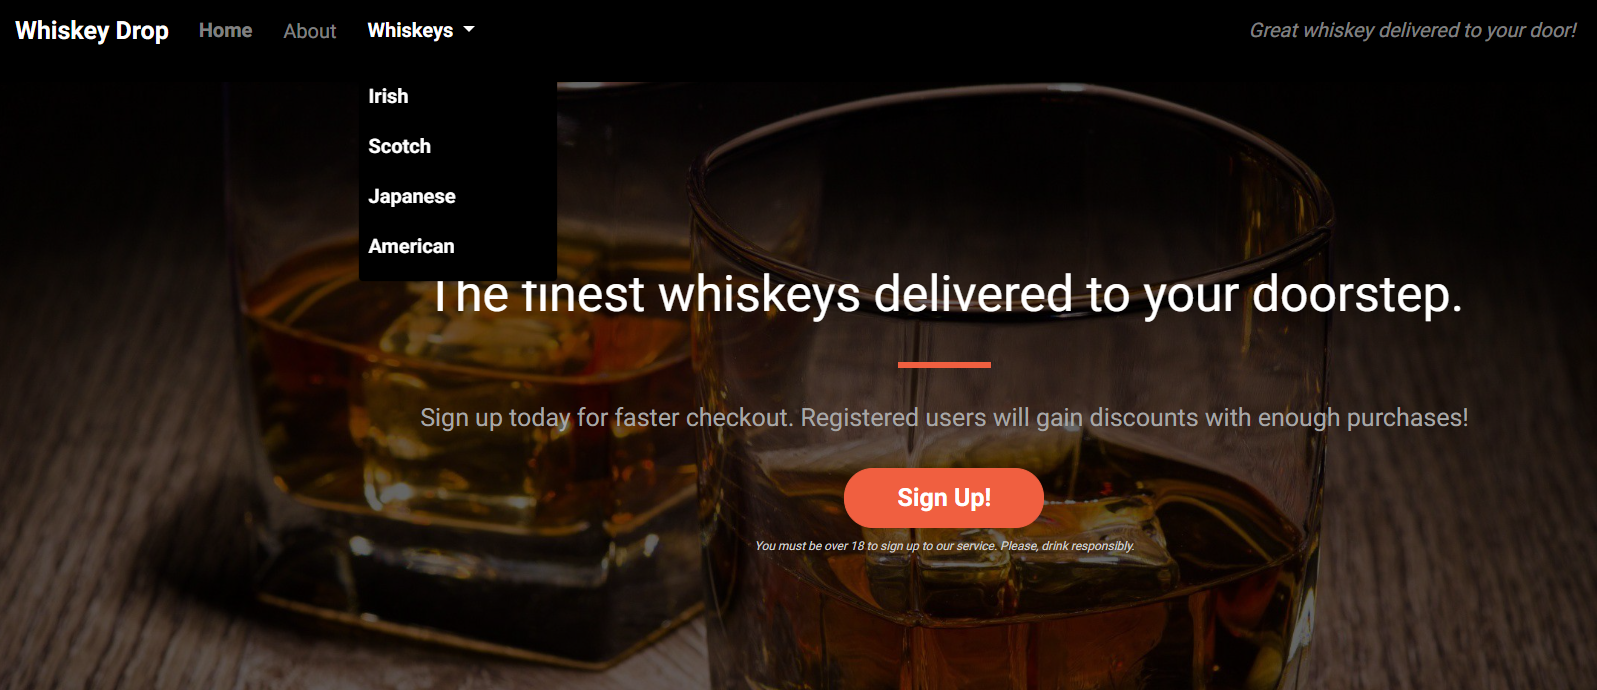 Whiskey Drop Home About Whiskeys Great whiskey delivered to your door!
Irish
Scotch
Japanese
American
The finest whiskeys delivered to your doorstep.
Sign up today for faster checkout. Registered users will gain discounts with enough purchases!
Sign Up!
You must be over 18 to sign up to our service. Please, drink responsibly.